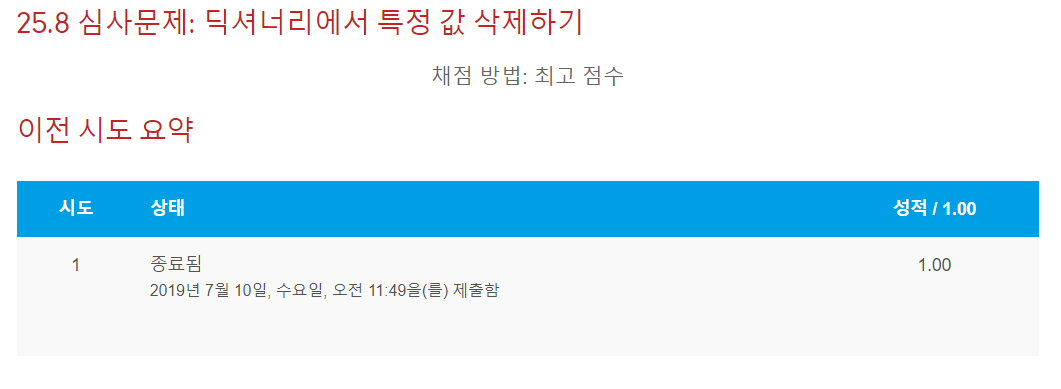 25.8 심사문제: 딕셔너리에서 특정 값 삭제하기
채점 방법: 최고 점수
이전 시도 요약
시도 상태 성적 / 1.00
1 종료됨 1.00
2019년 7월 10일, 수요일, 오전 11:49을(를) 제출함